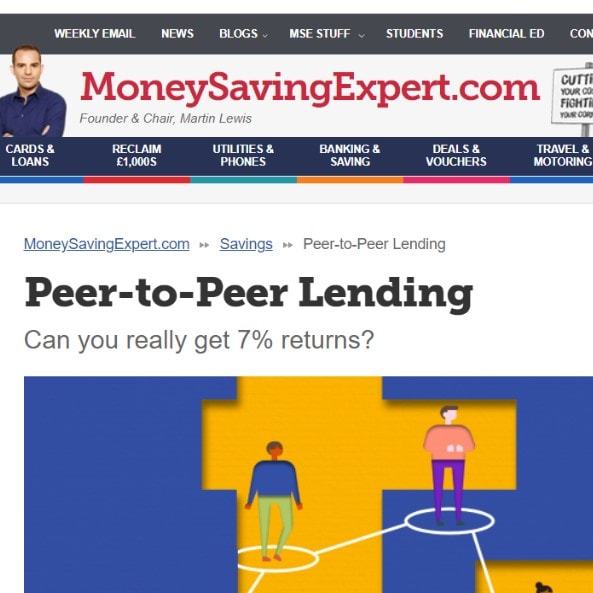 WEEKLY EMAIL NEWS BLOGS MSE STUFF STUDENTS FINANCIAL ED CON
MoneySavingExpert.com
Founder & Chair, Martin Lewis
CUTTI
YOUR CO
FIGHTI
YOUR CORN
CARDS & LOANS
RECLAIM £1,000S
UTILITIES & PHONES
BANKING & SAVING
DEALS & VOUCHERS
TRAVEL & MOTORING
MoneySavingExpert.com Savings Peer-to-Peer Lending
Peer-to-Peer Lending
Can you really get 7% returns?